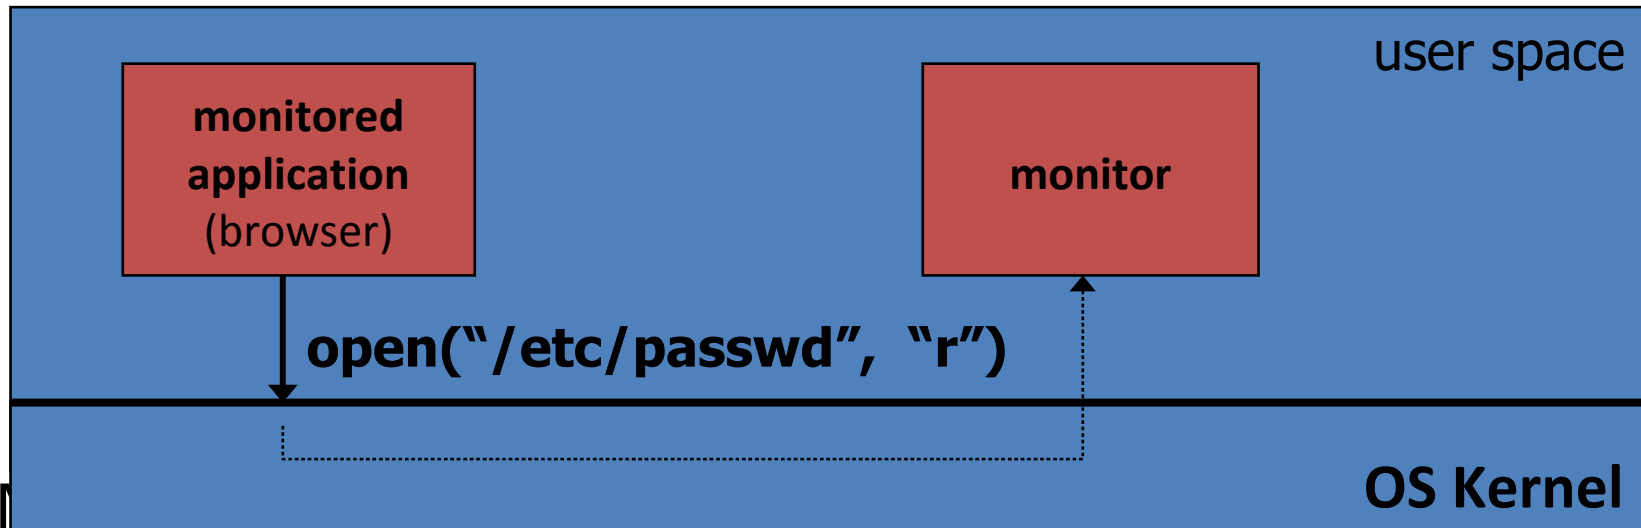 user space
monitored
application
(browser)
monitor
open(“/etc/passwd”, “r”)
OS Kernel